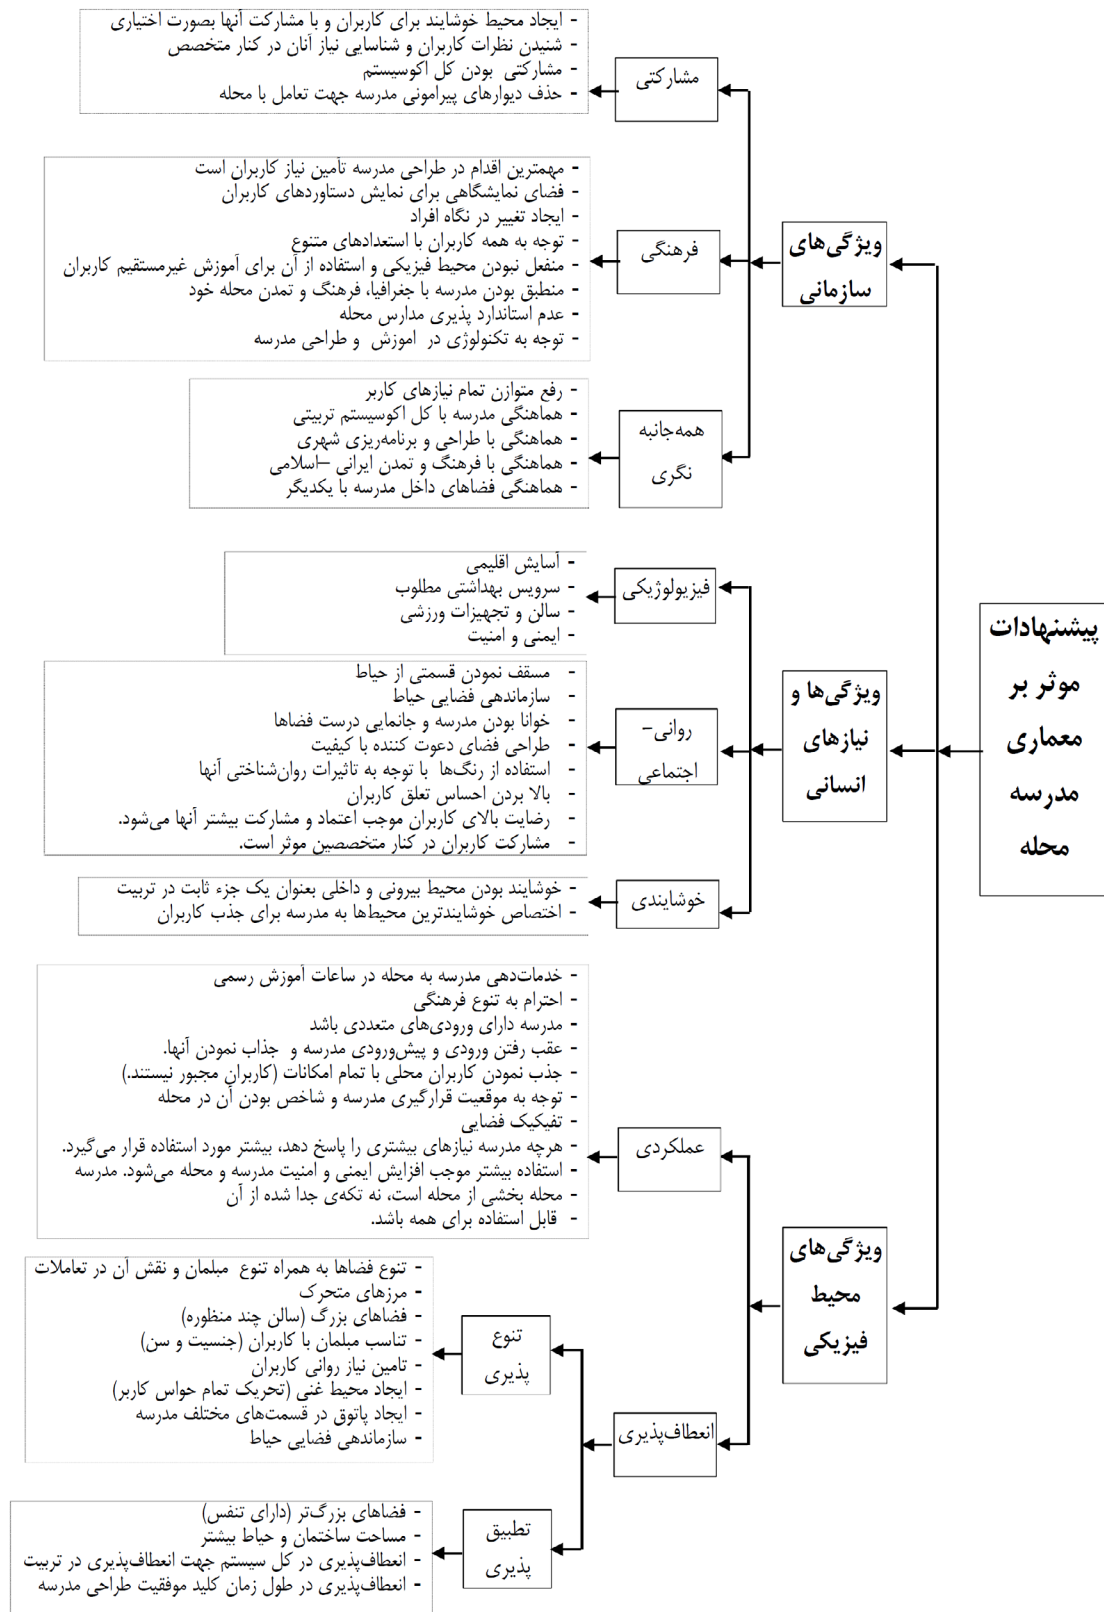 پیشنهادات
موثر بر
معماری
مدرسه
محله
ویژگی‌های
سازمانی
مشارکتی
- ایجاد محیط خوشایند برای کاربران و با مشارکت آنها بصورت اختیاری
- شنیدن نظرات کاربران و شناسایی نیاز آنان در کنار متخصص
- مشارکتی بودن کل اکوسیستم
- حذف دیوارهای پیرامونی مدرسه جهت تعامل با محله
فرهنگی
- مهمترین اقدام در طراحی مدرسه تأمین نیاز کاربران است
- فضای نمایشگاهی برای نمایش دستاوردهای کاربران
- ایجاد تغییر در نگاه افراد
- توجه به همه کاربران با استعدادهای متنوع
- منفعل نبودن محیط فیزیکی و استفاده از آن برای آموزش غیرمستقیم کاربران
- منطبق بودن مدرسه با جغرافیا، فرهنگ و تمدن محله خود
- عدم استاندارد پذیری مدارس محله
- توجه به تکنولوژی در اموزش و طراحی مدرسه
همه‌جانبه
نگری
- رفع متوازن تمام نیازهای کاربر
- هماهنگی مدرسه با کل اکوسیستم تربیتی
- هماهنگی با طراحی و برنامه‌ریزی شهری
- هماهنگی با فرهنگ و تمدن ایرانی –اسلامی
- هماهنگی فضاهای داخل مدرسه با یکدیگر
ویژگی‌ها و
نیازهای
انسانی
فیزیولوژیکی
- آسایش اقلیمی
- سرویس بهداشتی مطلوب
- سالن و تجهیزات ورزشی
- ایمنی و امنیت
روانی-
اجتماعی
- مسقف نمودن قسمتی از حیاط
- سازماندهی فضایی حیاط
- خوانا بودن مدرسه و جانمایی درست فضاها
- طراحی فضای دعوت کننده با کیفیت
- استفاده از رنگ‌ها با توجه به تاثیرات روان‌شناختی آنها
- بالا بردن احساس تعلق کاربران
- رضایت بالای کاربران موجب اعتماد و مشارکت بیشتر آنها می‌شود.
- مشارکت کاربران در کنار متخصصین موثر است.
خوشایندی
- خوشایند بودن محیط بیرونی و داخلی بعنوان یک جزء ثابت در تربیت
- اختصاص خوشایندترین محیط‌ها به مدرسه برای جذب کاربران
ویژگی‌های
محیط
فیزیکی
عملکردی
- خدمات‌دهی مدرسه به محله در ساعات آموزش رسمی
- احترام به تنوع فرهنگی
- مدرسه دارای ورودی‌های متعددی باشد
- عقب رفتن ورودی و پیش‌ورودی مدرسه و جذاب نمودن آنها.
- جذب نمودن کاربران محلی با تمام امکانات (کاربران مجبور نیستند.)
- توجه به موقعیت قرارگیری مدرسه و شاخص بودن آن در محله
- تفیکیک فضایی
- هرچه مدرسه نیازهای بیشتری را پاسخ دهد، بیشتر مورد استفاده قرار می‌گیرد.
- استفاده بیشتر موجب افزایش ایمنی و امنیت مدرسه و محله می‌شود. مدرسه
- محله بخشی از محله است، نه تکه‌ی جدا شده از آن
- قابل استفاده برای همه باشد.
انعطاف‌پذیری
تنوع
پذیری
- تنوع فضاها به همراه تنوع مبلمان و نقش آن در تعاملات
- مرزهای متحرک
- فضاهای بزرگ (سالن چند منظوره)
- تناسب مبلمان با کاربران (جنسیت و سن)
- تامین نیاز روانی کاربران
- ایجاد محیط غنی (تحریک تمام حواس کاربر)
- ایجاد پاتوق در قسمت‌های مختلف مدرسه
- سازماندهی فضایی حیاط
تطبیق
پذیری
- فضاهای بزرگ‌تر (دارای تنفس)
- مساحت ساختمان و حیاط بیشتر
- انعطاف‌پذیری در کل سیستم جهت انعطاف‌پذیری در تربیت
- انعطاف‌پذیری در طول زمان کلید موفقیت طراحی مدرسه